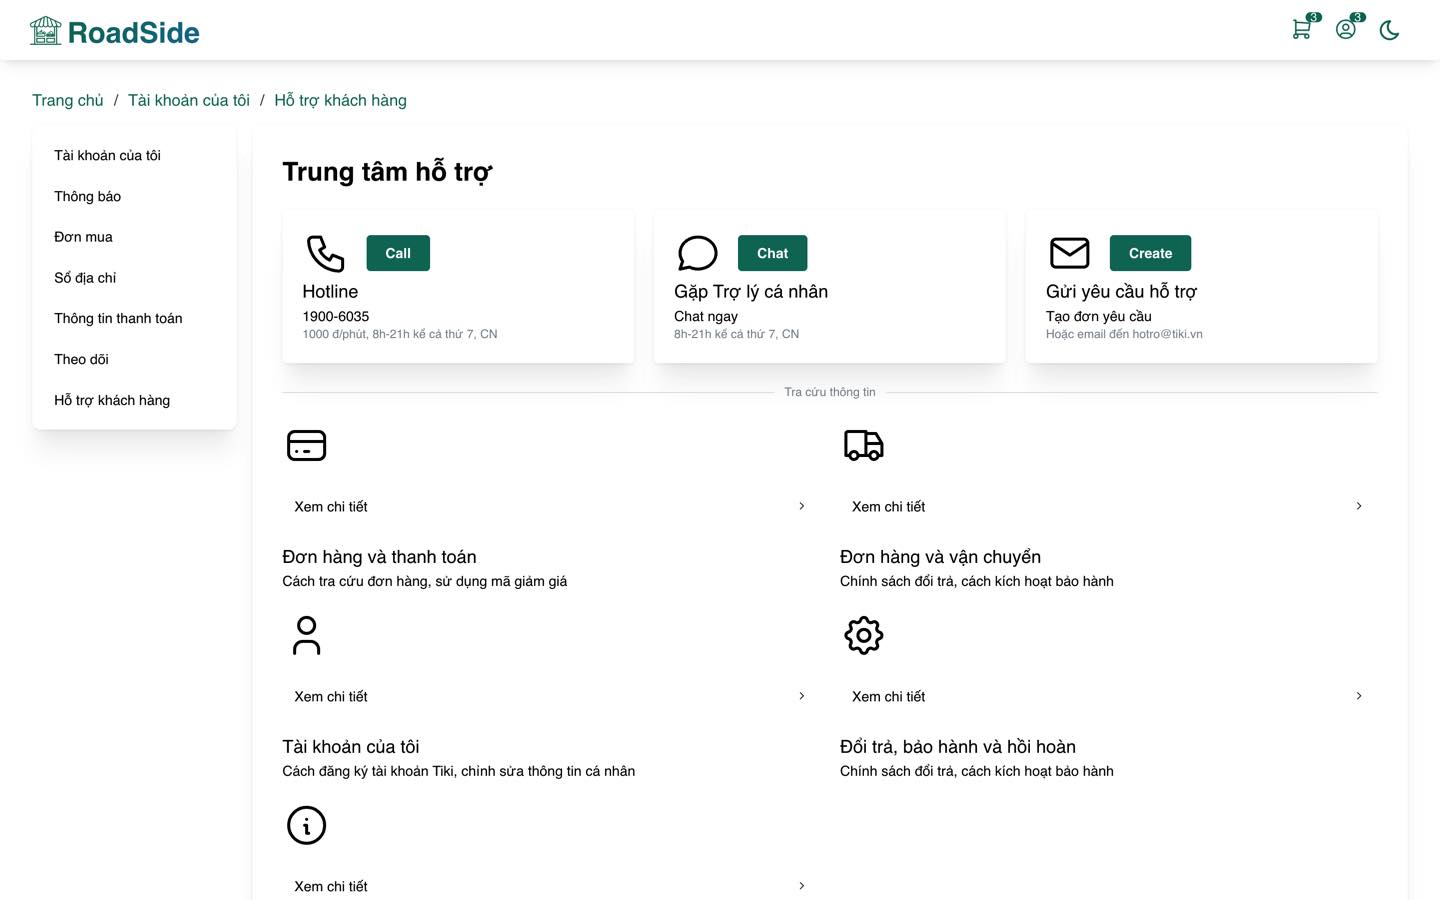 RoadSide
3
3
Trang chủ / Tài khoản của tôi / Hỗ trợ khách hàng
Tài khoản của tôi
Thông báo
Đơn mua
Sổ địa chỉ
Thông tin thanh toán
Theo dõi
Hỗ trợ khách hàng
Trung tâm hỗ trợ
Call
Hotline
1900-6035
1000 đ/phút, 8h-21h kể cả thứ 7, CN
Chat
Gặp Trợ lý cá nhân
Chat ngay
8h-21h kể cả thứ 7, CN
Create
Gửi yêu cầu hỗ trợ
Tạo đơn yêu cầu
Hoặc email đến hotro@tiki.vn
Tra cứu thông tin
Xem chi tiết
Đơn hàng và thanh toán
Cách tra cứu đơn hàng, sử dụng mã giảm giá
Xem chi tiết
Đơn hàng và vận chuyển
Chính sách đổi trả, cách kích hoạt bảo hành
Xem chi tiết
Tài khoản của tôi
Cách đăng ký tài khoản Tiki, chỉnh sửa thông tin cá nhân
Xem chi tiết
Đổi trả, bảo hành và hồi hoàn
Chính sách đổi trả, cách kích hoạt bảo hành
Xem chi tiết